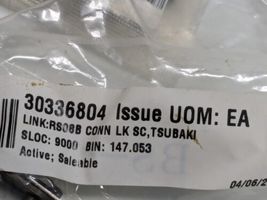 30336804 Issue UOM: EA
LINK:RS08B CONN LK SC,TSUBAKI
SLOC: 9000 BIN: 147.053
Active; Saleable
04/06/2